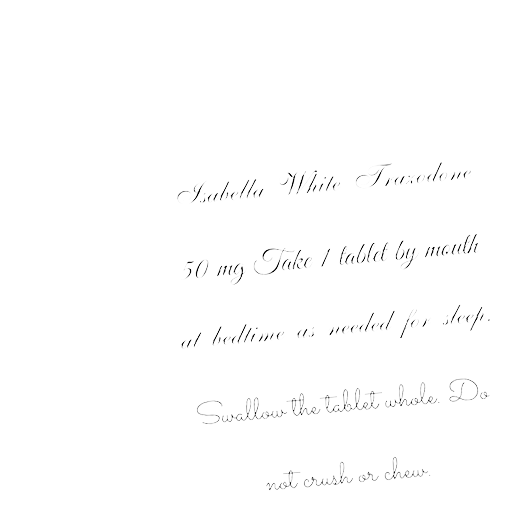 Isabella White Trazodone
50 mg Take 1 tablet by mouth
at bedtime as needed for sleep.
Swallow the tablet whole. Do
not crush or chew.